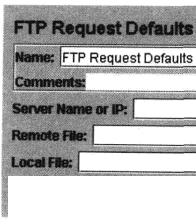 FTP Request Defaults
Name: FTP Request Defaults
Comments:
Server Name or IP:
Remote File:
Local File: